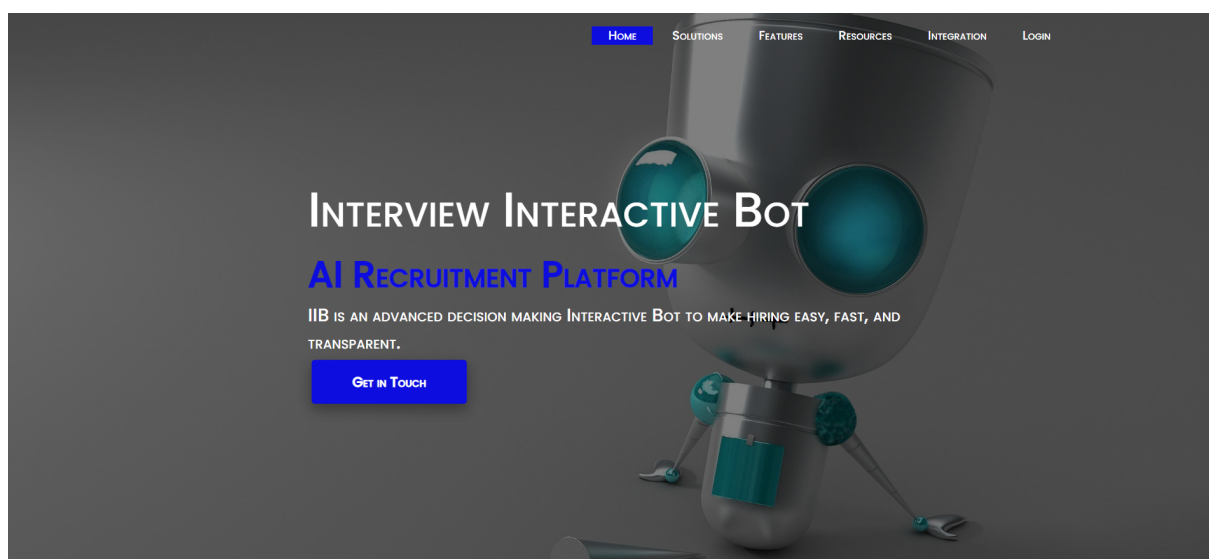 Home Solutions Features Resources Integration Login
Interview Interactive Bot
AI Recruitment Platform
IIB is an advanced decision making Interactive Bot to make hiring easy, fast, and
transparent.
Get in Touch